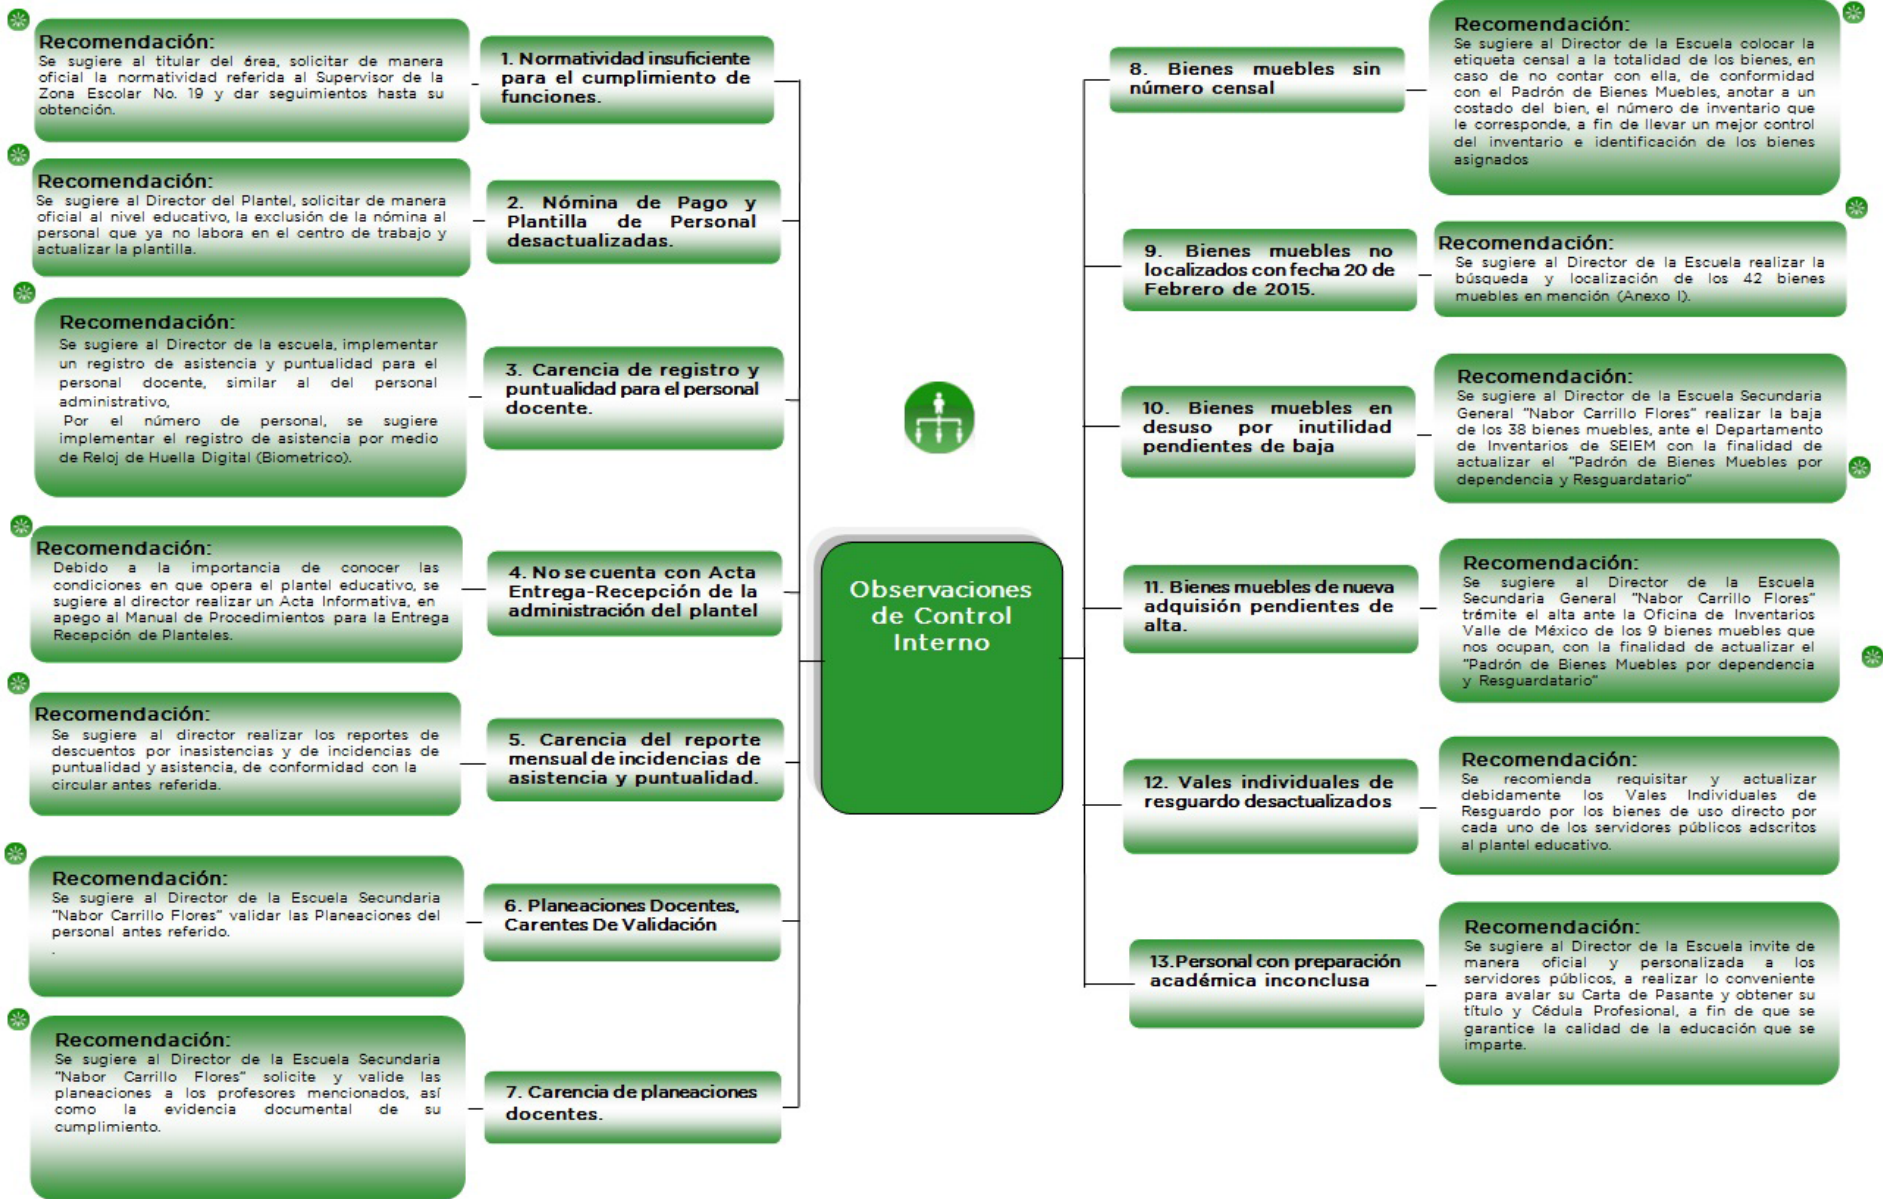 Recomendación:
Se sugiere al titular del área, solicitar de manera
oficial la normatividad referida al Supervisor de la
Zona Escolar No. 19 y dar seguimientos hasta su
obtención.
1. Normatividad insuficiente
para el cumplimiento de
funciones.
Recomendación:
Se sugiere al Director del Plantel, solicitar de manera
oficial al nivel educativo, la exclusión de la nómina al
personal que ya no labora en el centro de trabajo y
actualizar la plantilla.
2. Nómina de Pago y
Plantilla de Personal
desactualizadas.
Recomendación:
Se sugiere al Director de la escuela, implementar
un registro de asistencia y puntualidad para el
personal docente, similar al del personal
administrativo,
Por el número de personal, se sugiere
implementar el registro de asistencia por medio
de Reloj de Huella Digital (Biometrico).
3. Carencia de registro y
puntualidad para el personal
docente.
Recomendación:
Debido a la importancia de conocer las
condiciones en que opera el plantel educativo, se
sugiere al director realizar un Acta Informativa, en
apego al Manual de Procedimientos para la Entrega
Recepción de Planteles.
4. No se cuenta con Acta
Entrega-Recepción de la
administración del plantel
Recomendación:
Se sugiere al director realizar los reportes de
descuentos por inasistencias y de incidencias de
puntualidad y asistencia, de conformidad con la
circular antes referida.
5. Carencia del reporte
mensual de incidencias de
asistencia y puntualidad.
Recomendación:
Se sugiere al Director de la Escuela Secundaria
"Nabor Carrillo Flores" validar las Planeaciones del
personal antes referido.
.
6. Planeaciones Docentes,
Carentes De Validación
Recomendación:
Se sugiere al Director de la Escuela Secundaria
"Nabor Carrillo Flores" solicite y valide las
planeaciones a los profesores mencionados, así
como la evidencia documental de su
cumplimiento.
7. Carencia de planeaciones
docentes.
Observaciones
de Control
Interno
8. Bienes muebles sin
número censal
Recomendación:
Se sugiere al Director de la Escuela colocar la
etiqueta censal a la totalidad de los bienes, en
caso de no contar con ella, de conformidad
con el Padrón de Bienes Muebles, anotar a un
costado del bien, el número de inventario que
le corresponde, a fin de llevar un mejor control
del inventario e identificación de los bienes
asignados
9. Bienes muebles no
localizados con fecha 20 de
Febrero de 2015.
Recomendación:
Se sugiere al Director de la Escuela realizar la
búsqueda y localización de los 42 bienes
muebles en mención (Anexo I).
10. Bienes muebles en
desuso por inutilidad
pendientes de baja
Recomendación:
Se sugiere al Director de la Escuela Secundaria
General "Nabor Carrillo Flores" realizar la baja
de los 38 bienes muebles, ante el Departamento
de Inventarios de SEIEM con la finalidad de
actualizar el "Padrón de Bienes Muebles por
dependencia y Resguardatario"
11. Bienes muebles de nueva
adquisión pendientes de
alta.
Recomendación:
Se sugiere al Director de la Escuela
Secundaria General "Nabor Carrillo Flores"
trámite el alta ante la Oficina de Inventarios
Valle de México de los 9 bienes muebles que
nos ocupan, con la finalidad de actualizar el
"Padrón de Bienes Muebles por dependencia
y Resguardatario"
12. Vales individuales de
resguardo desactualizados
Recomendación:
Se recomienda requisitar y actualizar
debidamente los Vales Individuales de
Resguardo por los bienes de uso directo por
cada uno de los servidores públicos adscritos
al plantel educativo.
13.Personal con preparación
académica inconclusa
Recomendación:
Se sugiere al Director de la Escuela invite de
manera oficial y personalizada a los
servidores públicos, a realizar lo conveniente
para avalar su Carta de Pasante y obtener su
título y Cédula Profesional, a fin de que se
garantice la calidad de la educación que se
imparte.